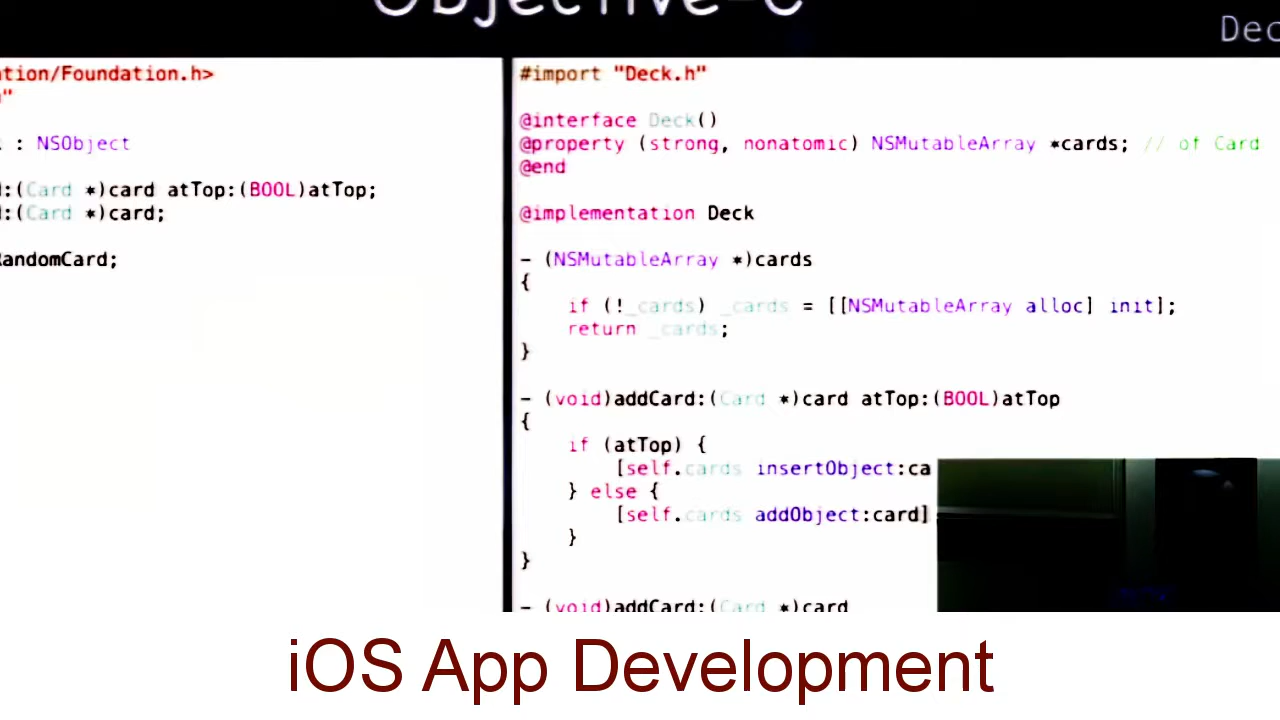 Objective-C
Dec
ation/Foundation.h>
"
: NSObject
:(Card *)card atTop:(BOOL)atTop;
:(Card *)card;
RandomCard;
#import "Deck.h"
@interface Deck()
@property (strong, nonatomic) NSMutableArray *cards; // of Card
@end
@implementation Deck
- (NSMutableArray *)cards
{
if (!_cards) _cards = [[NSMutableArray alloc] init];
return _cards;
}
- (void)addCard:(Card *)card atTop:(BOOL)atTop
{
if (atTop) {
[self.cards insertObject:ca
} else {
[self.cards addObject:card]
}
}
- (void)addCard:(Card *)card
iOS App Development